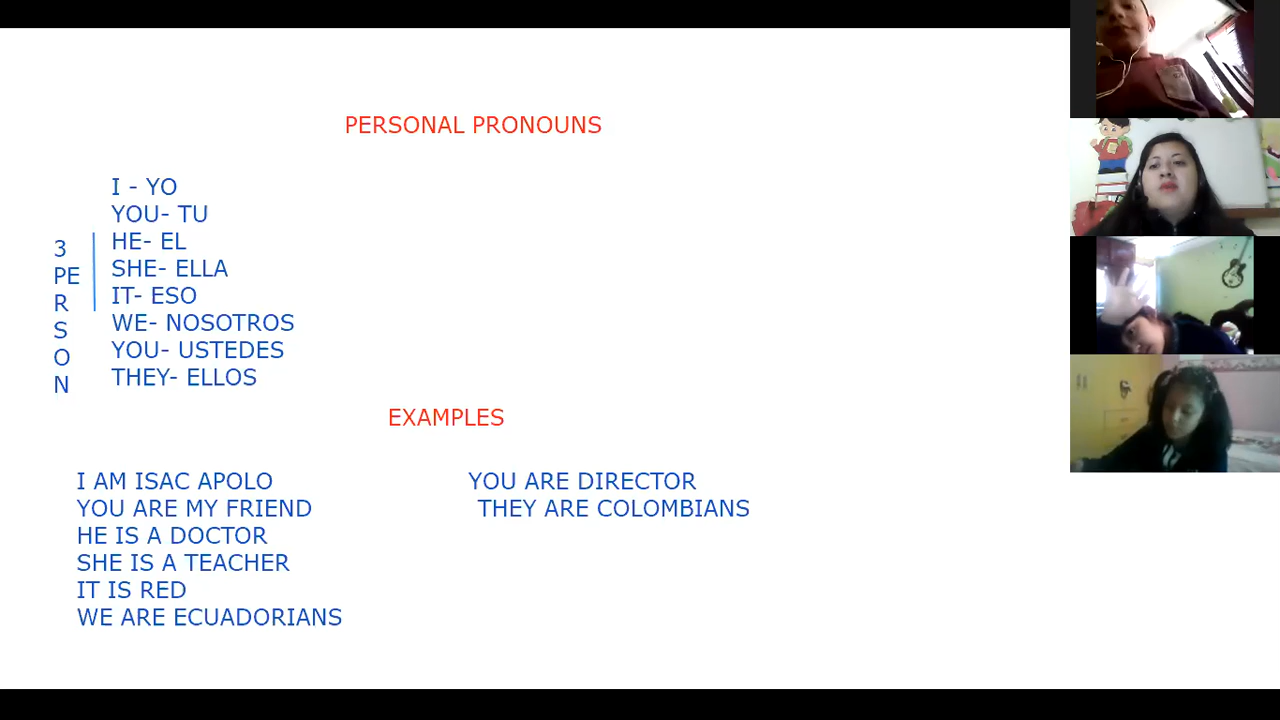 PERSONAL PRONOUNS
I - YO
YOU- TU
HE- EL
SHE- ELLA
IT- ESO
WE- NOSOTROS
YOU- USTEDES
THEY- ELLOS
3
PE
R
S
O
N
EXAMPLES
I AM ISAC APOLO
YOU ARE MY FRIEND
HE IS A DOCTOR
SHE IS A TEACHER
IT IS RED
WE ARE ECUADORIANS
YOU ARE DIRECTOR
THEY ARE COLOMBIANS